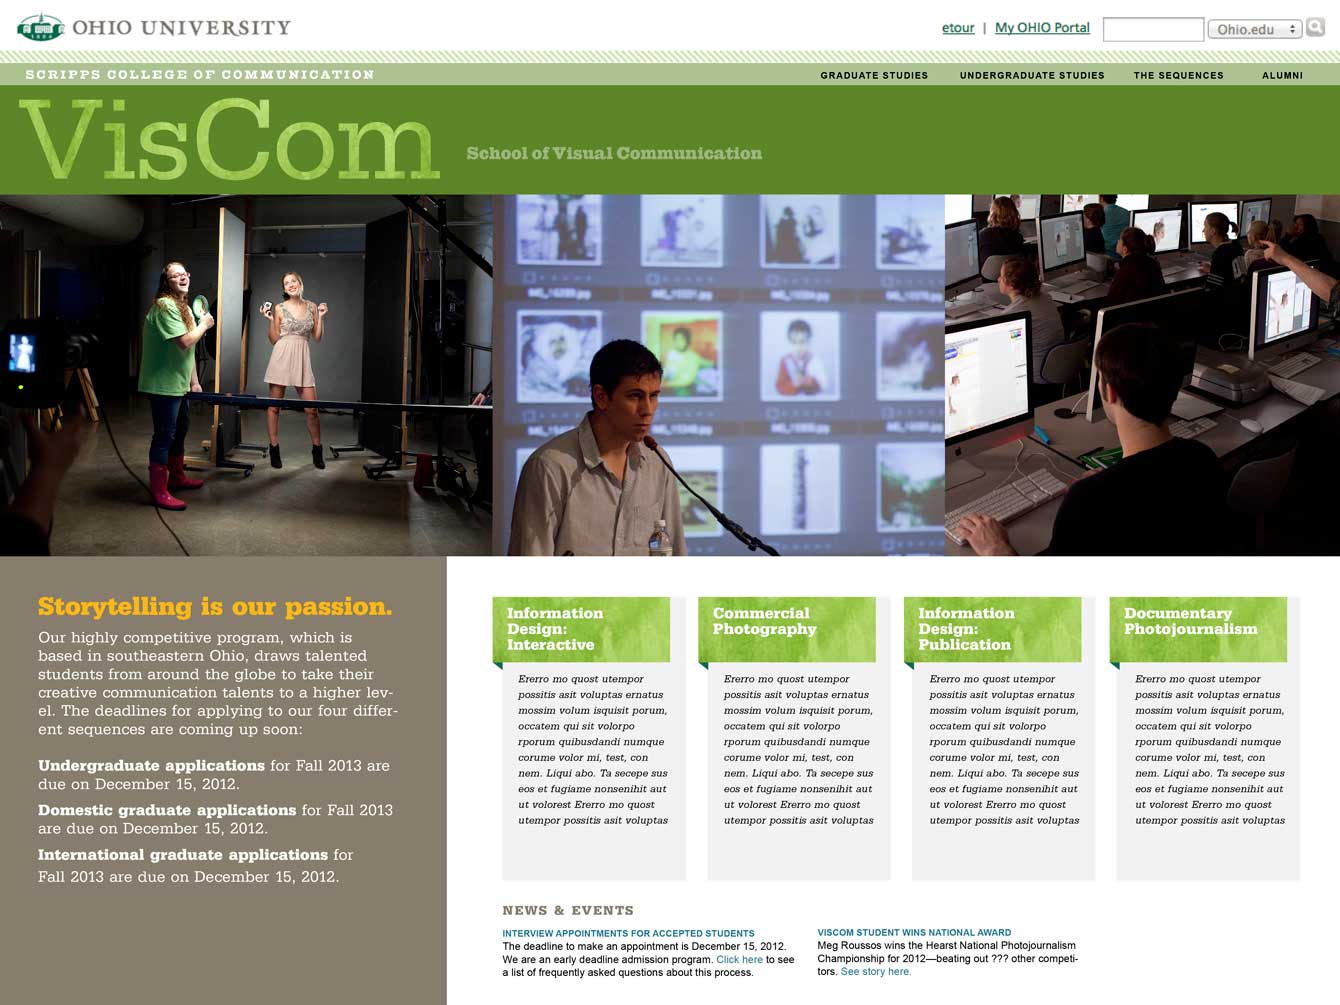 OHIO UNIVERSITY
1804
etour | My OHIO Portal
Ohio.edu
SCRIPPS COLLEGE OF COMMUNICATION
GRADUATE STUDIES UNDERGRADUATE STUDIES THE SEQUENCES ALUMNI
VisCom
School of Visual Communication
Storytelling is our passion.
Our highly competitive program, which is
based in southeastern Ohio, draws talented
students from around the globe to take their
creative communication talents to a higher lev-
el. The deadlines for applying to our four differ-
ent sequences are coming up soon:
Undergraduate applications for Fall 2013 are
due on December 15, 2012.
Domestic graduate applications for Fall 2013
are due on December 15, 2012.
International graduate applications for
Fall 2013 are due on December 15, 2012.
Information
Design:
Interactive
Ererro mo quost utempor
possitis asit voluptas ernatus
mossim volum isquisit porum,
occatem qui sit volorpo
rporum quibusdandi numque
corume volor mi, test, con
nem. Liqui abo. Ta secepe sus
eos et fugiame nonsenihit aut
ut volorest Ererro mo quost
utempor possitis asit voluptas
Commercial
Photography
Ererro mo quost utempor
possitis asit voluptas ernatus
mossim volum isquisit porum,
occatem qui sit volorpo
rporum quibusdandi numque
corume volor mi, test, con
nem. Liqui abo. Ta secepe sus
eos et fugiame nonsenihit aut
ut volorest Ererro mo quost
utempor possitis asit voluptas
Information
Design:
Publication
Ererro mo quost utempor
possitis asit voluptas ernatus
mossim volum isquisit porum,
occatem qui sit volorpo
rporum quibusdandi numque
corume volor mi, test, con
nem. Liqui abo. Ta secepe sus
eos et fugiame nonsenihit aut
ut volorest Ererro mo quost
utempor possitis asit voluptas
Documentary
Photojournalism
Ererro mo quost utempor
possitis asit voluptas ernatus
mossim volum isquisit porum,
occatem qui sit volorpo
rporum quibusdandi numque
corume volor mi, test, con
nem. Liqui abo. Ta secepe sus
eos et fugiame nonsenihit aut
ut volorest Ererro mo quost
utempor possitis asit voluptas
NEWS & EVENTS
INTERVIEW APPOINTMENTS FOR ACCEPTED STUDENTS
The deadline to make an appointment is December 15, 2012.
We are an early deadline admission program. Click here to see
a list of frequently asked questions about this process.
VISCOM STUDENT WINS NATIONAL AWARD
Meg Roussos wins the Hearst National Photojournalism
Championship for 2012—beating out ??? other competi-
tors. See story here.